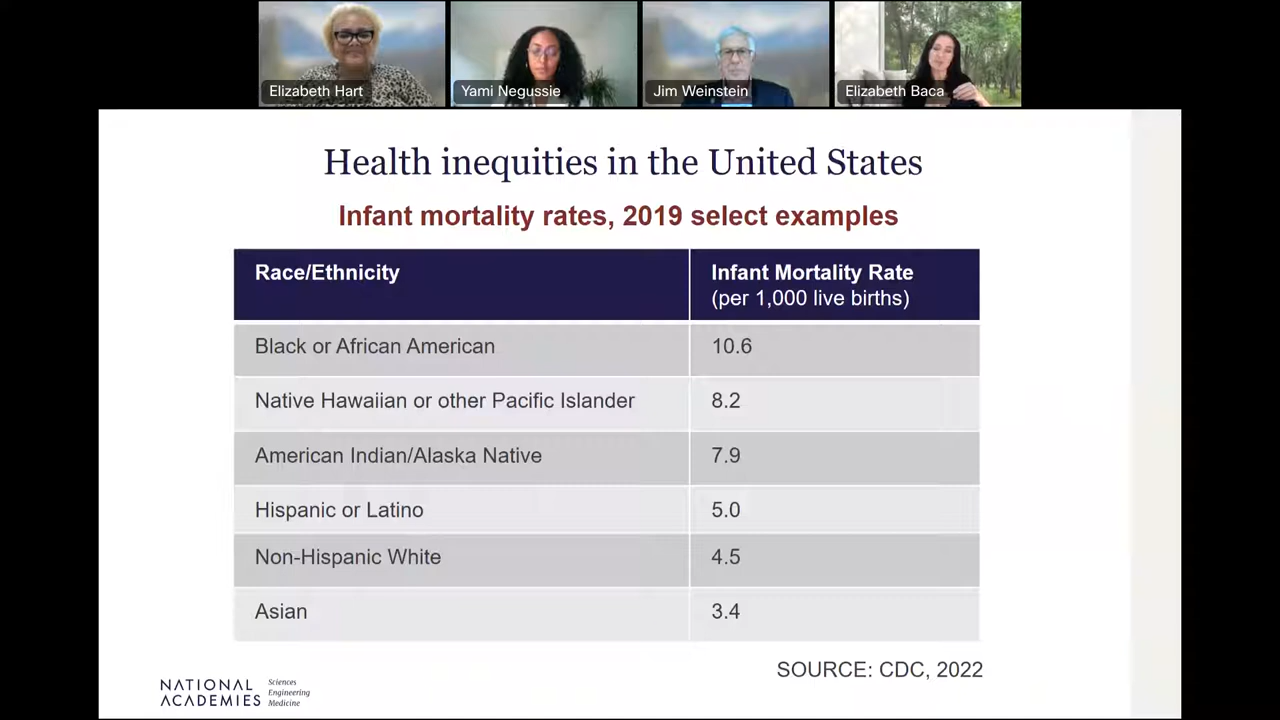 Elizabeth Hart
Yami Negussie
Jim Weinstein
Elizabeth Baca
Health inequities in the United States
Infant mortality rates, 2019 select examples
Race/Ethnicity
Infant Mortality Rate
(per 1,000 live births)
Black or African American 10.6
Native Hawaiian or other Pacific Islander 8.2
American Indian/Alaska Native 7.9
Hispanic or Latino 5.0
Non-Hispanic White 4.5
Asian 3.4
SOURCE: CDC, 2022
NATIONAL
ACADEMIES
Sciences
Engineering
Medicine